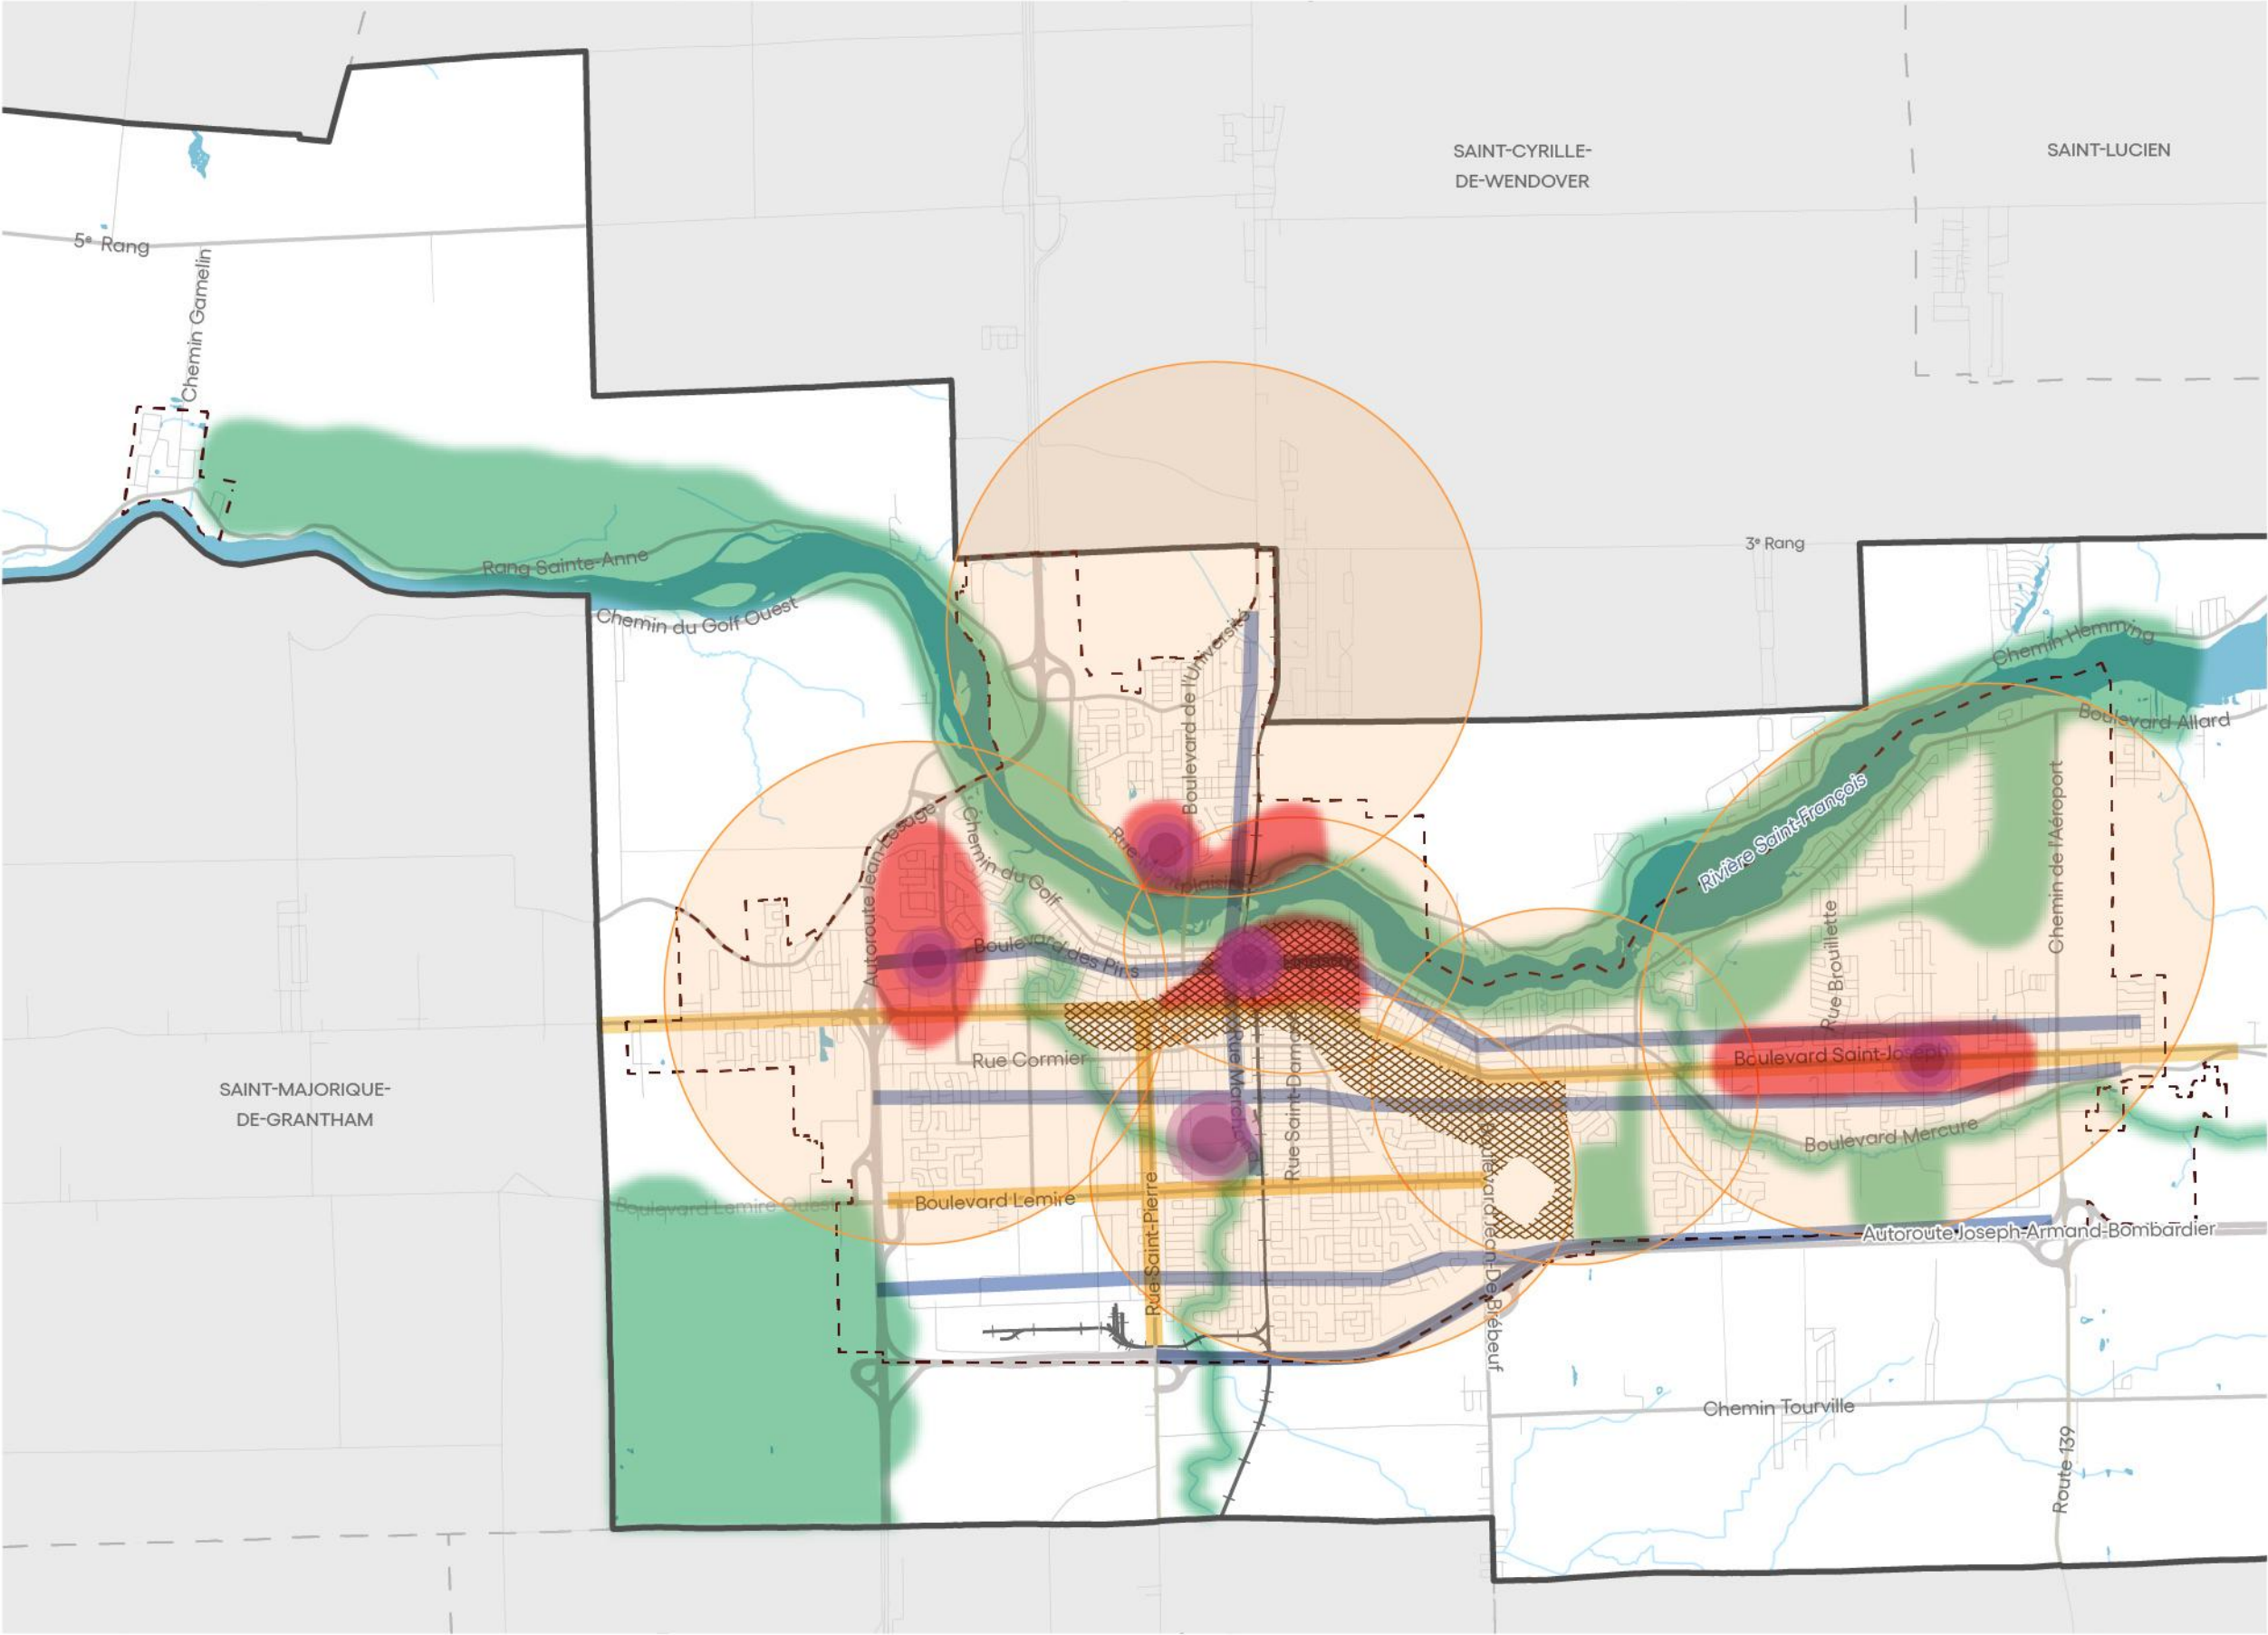 SAINT-CYRILLE-
DE-WENDOVER
SAINT-LUCIEN
5e Rang
Chemin Gamelin
3e Rang
Rang Sainte-Anne
Chemin du Golf Ouest
Boulevard de l'Université
Chemin Hemming
Boulevard Allard
Rivière Saint-François
Chemin de l'Aéroport
Autoroute Jean-Lesage
Chemin du Golf
Rue Montplaisir
Boulevard des Pins
Rue Brouillette
Rue Cormier
Rue Marchand
Rue Saint-Damase
Boulevard Saint-Joseph
SAINT-MAJORIQUE-
DE-GRANTHAM
Boulevard Mercure
Boulevard Lemire Ouest
Boulevard Lemire
Rue Saint-Pierre
Boulevard Jean-De Brébeuf
Autoroute Joseph-Armand-Bombardier
Chemin Tourville
Route 139